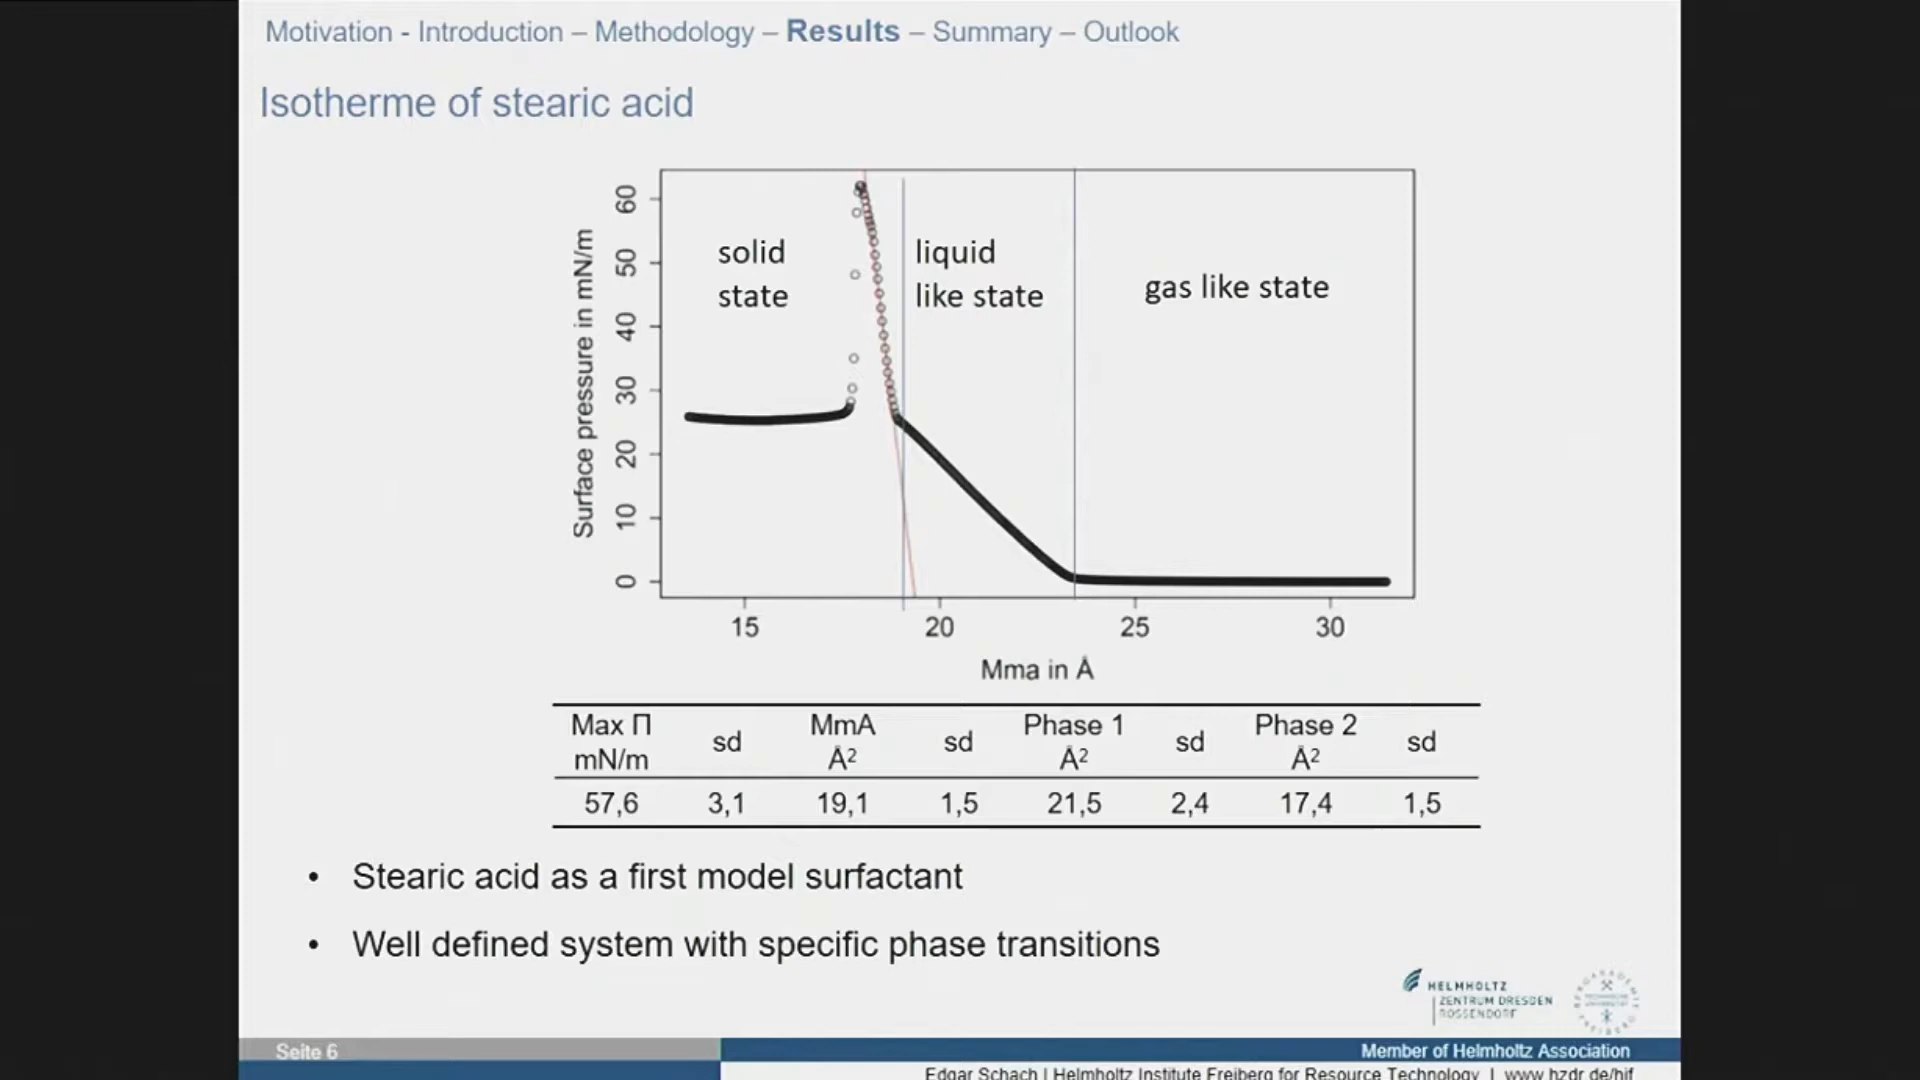 Motivation - Introduction – Methodology – Results – Summary – Outlook
Isotherme of stearic acid
Surface pressure in mN/m
60
50
40
30
20
10
0
solid
state
liquid
like state
gas like state
15 20 25 30
Mma in Å
Max Π sd MmA sd Phase 1 sd Phase 2 sd
mN/m Å² Å² Å²
57,6 3,1 19,1 1,5 21,5 2,4 17,4 1,5
• Stearic acid as a first model surfactant
• Well defined system with specific phase transitions
HELMHOLTZ
ZENTRUM DRESDEN
ROSSENDORF
Seite 6
Member of Helmholtz Association
Edgar Schach | Helmholtz Institute Freiberg for Resource Technology | www.hzdr.de/hif